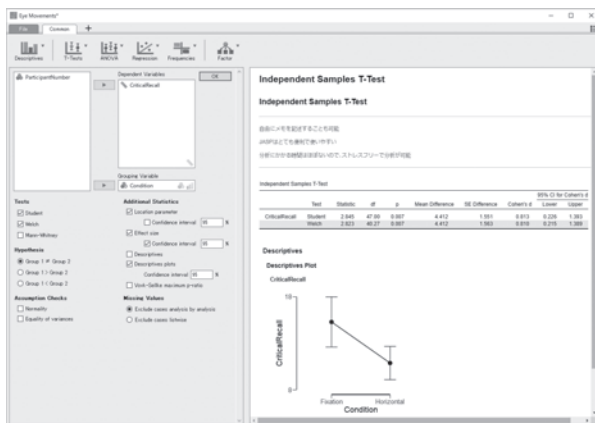 Eye Movements*
File Common +
Descriptives T-Tests ANOVA Regression Frequencies Factor
ParticipantNumber
Dependent Variables
OK
CriticalRecall
Grouping Variable
Condition
Tests
Student
Welch
Mann-Whitney
Hypothesis
Group 1 ≠ Group 2
Group 1 > Group 2
Group 1 < Group 2
Assumption Checks
Normality
Equality of variances
Additional Statistics
Location parameter
Confidence interval 95 %
Effect size
Confidence interval 95 %
Descriptives
Descriptives plots
Confidence interval 95 %
Vovk-Sellke maximum p-ratio
Missing Values
Exclude cases analysis by analysis
Exclude cases listwise
Independent Samples T-Test
Independent Samples T-Test
自由にメモを記述することも可能
JASPはとても便利で使いやすい
分析にかかる時間はほぼないので、ストレスフリーで分析が可能
Independent Samples T-Test
95% CI for Cohen's d
Test Statistic df p Mean Difference SE Difference Cohen's d Lower Upper
CriticalRecall Student 2.845 47.00 0.007 4.412 1.551 0.813 0.226 1.393
Welch 2.823 40.27 0.007 4.412 1.563 0.810 0.215 1.388
Descriptives
Descriptives Plot
CriticalRecall
18
CriticalRecall
0
Fixation Horizontal
Condition